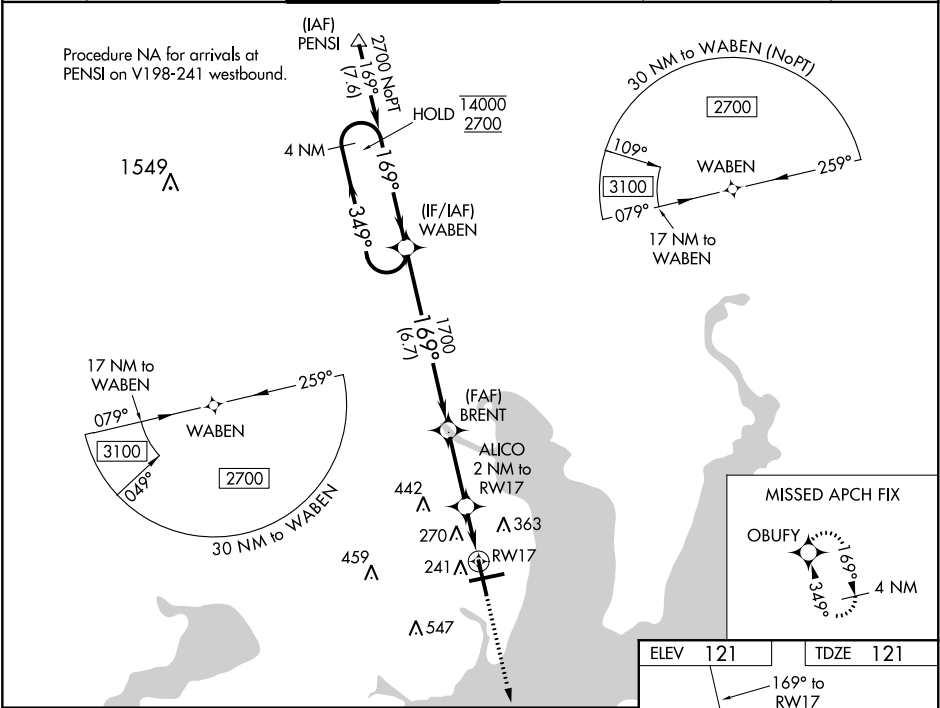 Procedure NA for arrivals at
PENSI on V198-241 westbound.
(IAF)
PENSI
2700 NoPT
169°
(7.6)
HOLD
14000
2700
4 NM
169°
349°
1549
(IF/IAF)
WABEN
1700
169°
(6.7)
30 NM to WABEN (NoPT)
2700
109°
3100
079°
WABEN
259°
17 NM to
WABEN
17 NM to
WABEN
079°
259°
WABEN
3100
049°
2700
30 NM to WABEN
(FAF)
BRENT
ALICO
2 NM to
RW17
442
363
270
RW17
241
459
547
MISSED APCH FIX
OBUFY
169°
349°
4 NM
ELEV 121
TDZE 121
169° to
RW17